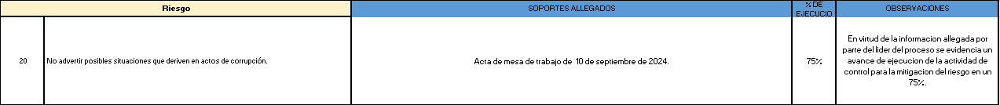 Riesgo
SOPORTES ALLEGADOS
% DE
EJECUCIO
OBSERVACIONES
20
No advertir posibles situaciones que deriven en actos de corrupción.
Acta de mesa de trabajo de 10 de septiembre de 2024.
75%
En virtud de la informacion allegada por
parte del lider del proceso se evidencia un
avance de ejecucion de la actividad de
control para la mitigacion del riesgo en un
75%.